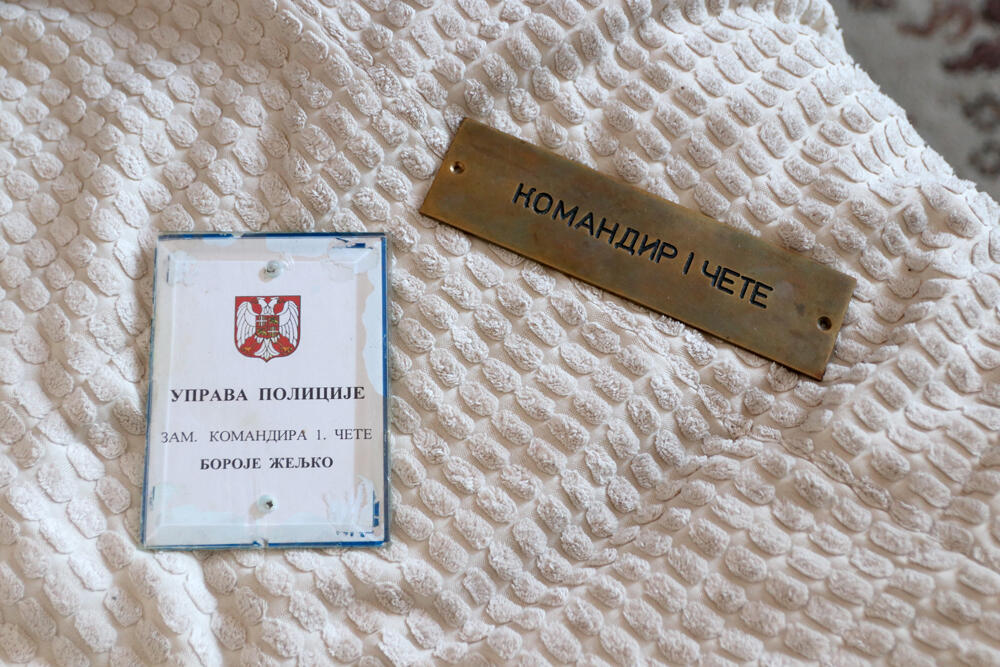 КОМАНДИР I ЧЕТЕ
УПРАВА ПОЛИЦИЈЕ
ЗАМ. КОМАНДИРА 1. ЧЕТЕ
БОРОЈЕ ЖЕЉКО